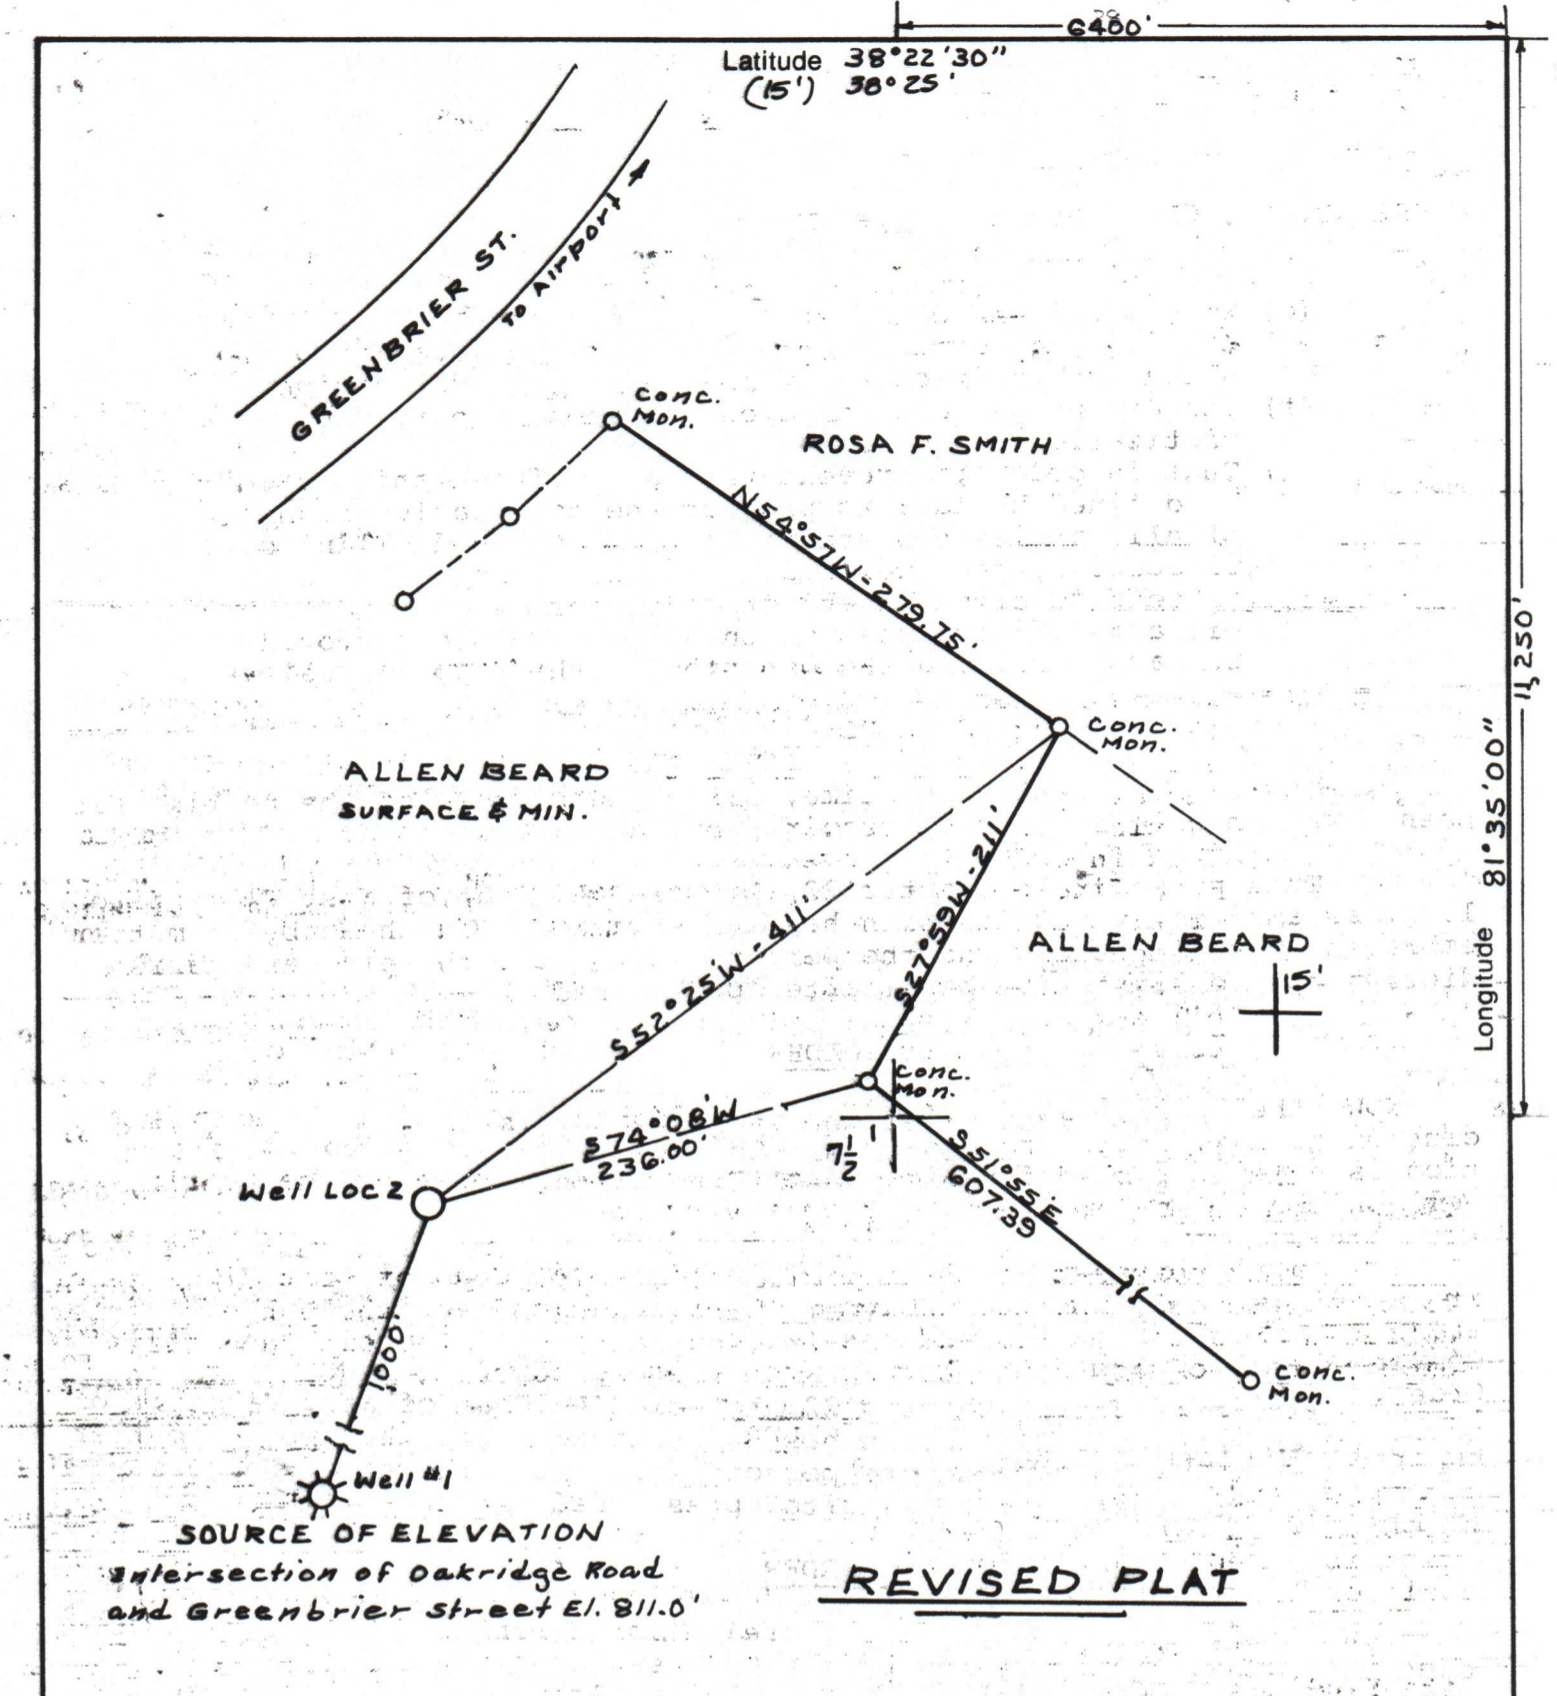 6400'
Latitude 38°22'30"
(15') 38°25'
GREENBRIER ST.
TO AIrport
Conc.
Mon.
ROSA F. SMITH
N54°57W-279.75'
11,250'
Conc.
Mon.
ALLEN BEARD
SURFACE & MIN.
Longitude 81°35'00"
S27°59W-211'
S52°25'W-411'
ALLEN BEARD
15'
Conc.
Mon.
S74°08'W
236.00'
7½'
S51°55'E
607.39
Well Loc 2
1000'
Conc.
Mon.
Well #1
SOURCE OF ELEVATION
Intersection of Oakridge Road
and Greenbrier Street El. 811.0'
REVISED PLAT